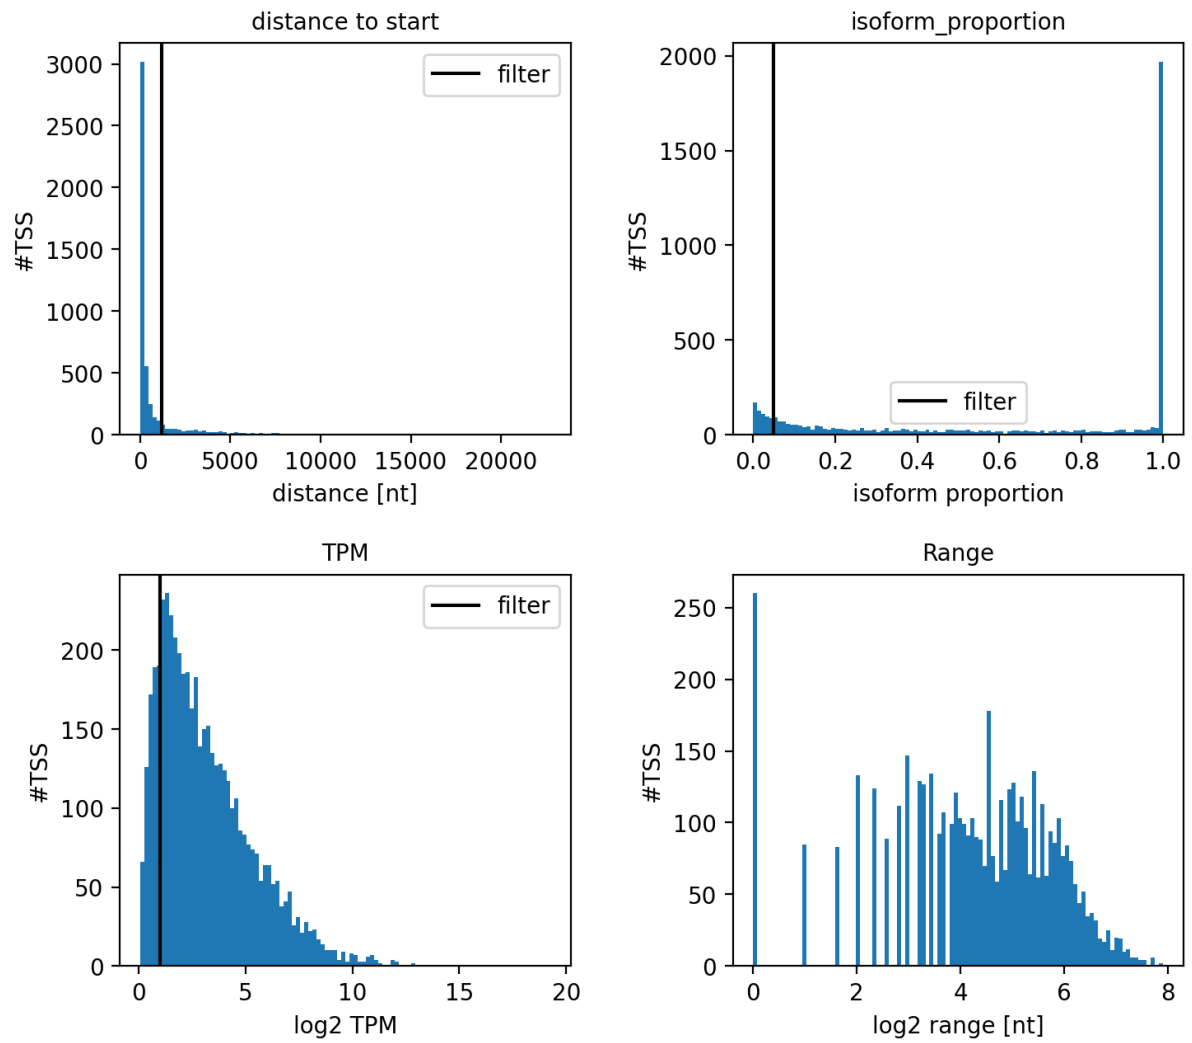 distance to start
3000
2500
2000
1500
1000
500
0
#TSS
filter
0 5000 10000 15000 20000
distance [nt]
isoform_proportion
2000
1500
1000
500
0
#TSS
filter
0.0 0.2 0.4 0.6 0.8 1.0
isoform proportion
TPM
200
150
100
50
0
#TSS
filter
0 5 10 15 20
log2 TPM
Range
250
200
150
100
50
0
#TSS
0 2 4 6 8
log2 range [nt]